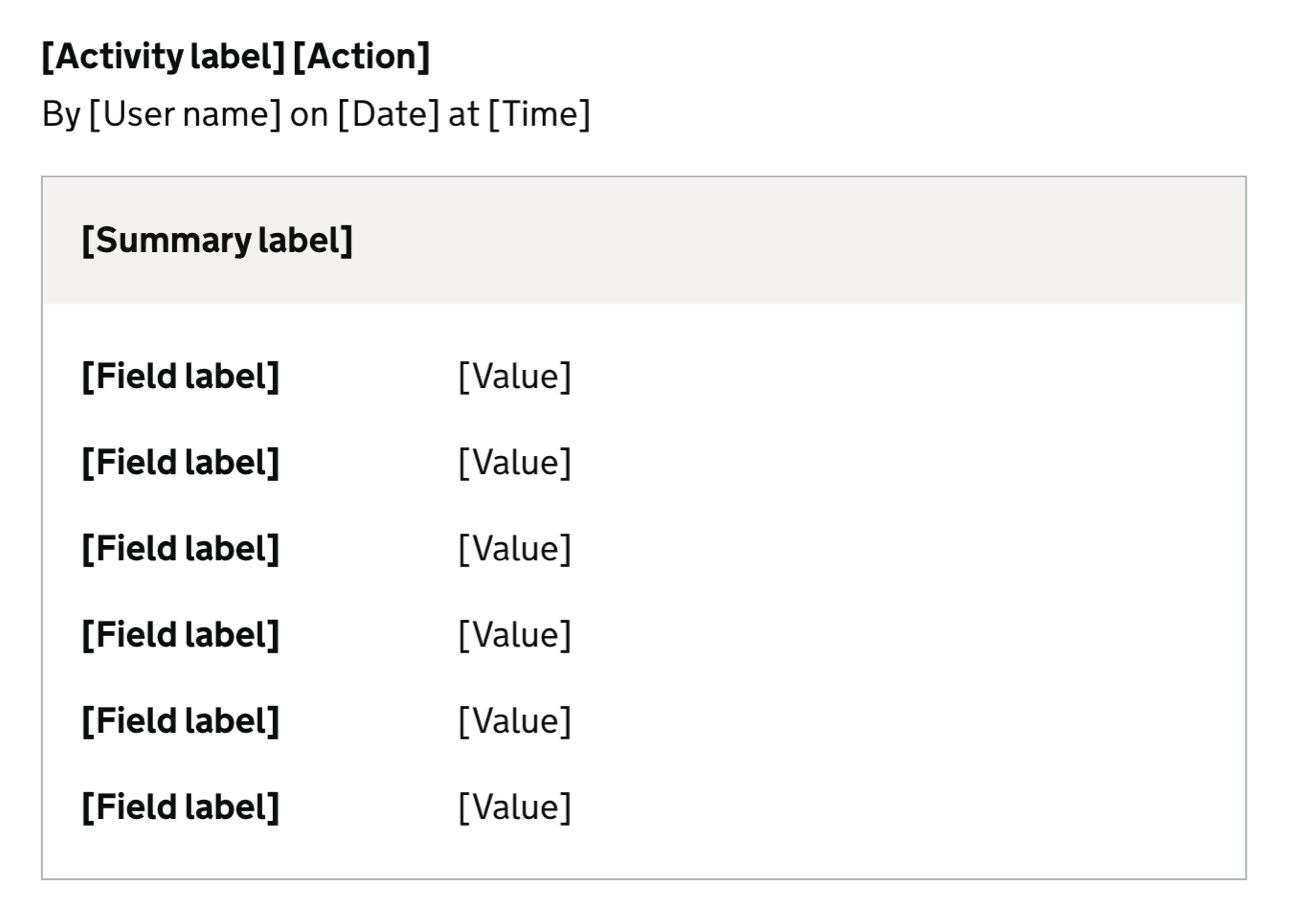 [Activity label] [Action]
By [User name] on [Date] at [Time]
[Summary label]
[Field label] [Value]
[Field label] [Value]
[Field label] [Value]
[Field label] [Value]
[Field label] [Value]
[Field label] [Value]